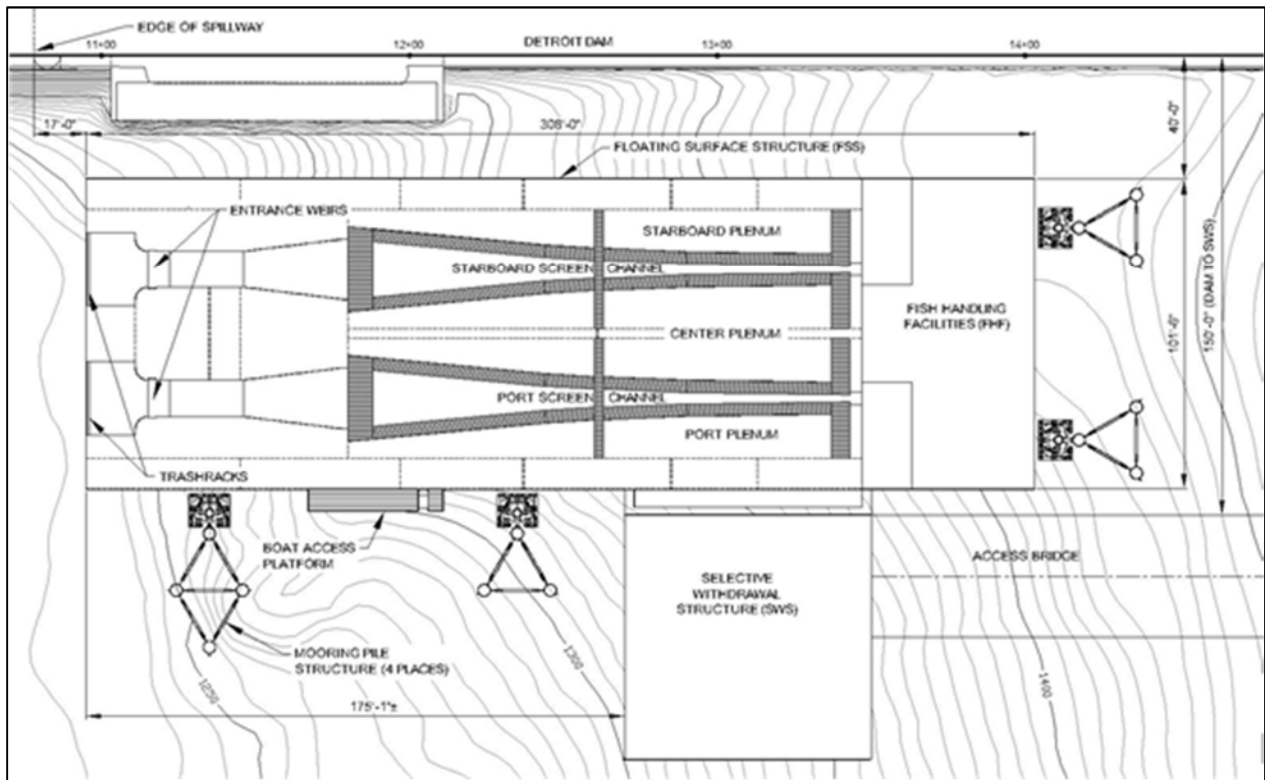 EDGE OF SPILLWAY
11+00
12+00
DETROIT DAM
13+00
14+00
17'-0"
308'-0"
40'-0"
FLOATING SURFACE STRUCTURE (FSS)
ENTRANCE WEIRS
STARBOARD PLENUM
STARBOARD SCREEN CHANNEL
FISH HANDLING
FACILITIES (FHF)
CENTER PLENUM
101'-6"
150'-0" (DAM TO SWS)
PORT SCREEN CHANNEL
PORT PLENUM
TRASHRACKS
BOAT ACCESS
PLATFORM
ACCESS BRIDGE
SELECTIVE
WITHDRAWAL
STRUCTURE (SWS)
MOORING PILE
STRUCTURE (4 PLACES)
1250
1300
1400
175'-1"±